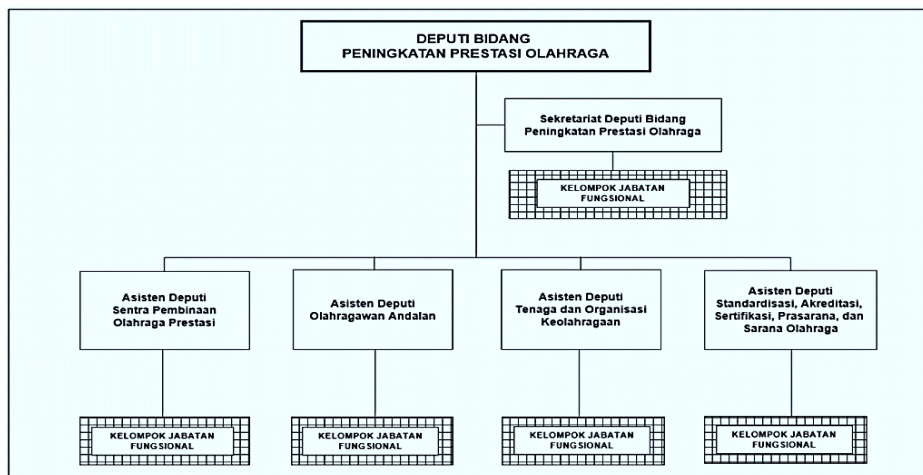 DEPUTI BIDANG
PENINGKATAN PRESTASI OLAHRAGA
Sekretariat Deputi Bidang
Peningkatan Prestasi Olahraga
KELOMPOK JABATAN
FUNGSIONAL
Asisten Deputi
Sentra Pembinaan
Olahraga Prestasi
Asisten Deputi
Olahragawan Andalan
Asisten Deputi
Tenaga dan Organisasi
Keolahragaan
Asisten Deputi
Standardisasi, Akreditasi,
Sertifikasi, Prasarana, dan
Sarana Olahraga
KELOMPOK JABATAN
FUNGSIONAL
KELOMPOK JABATAN
FUNGSIONAL
KELOMPOK JABATAN
FUNGSIONAL
KELOMPOK JABATAN
FUNGSIONAL